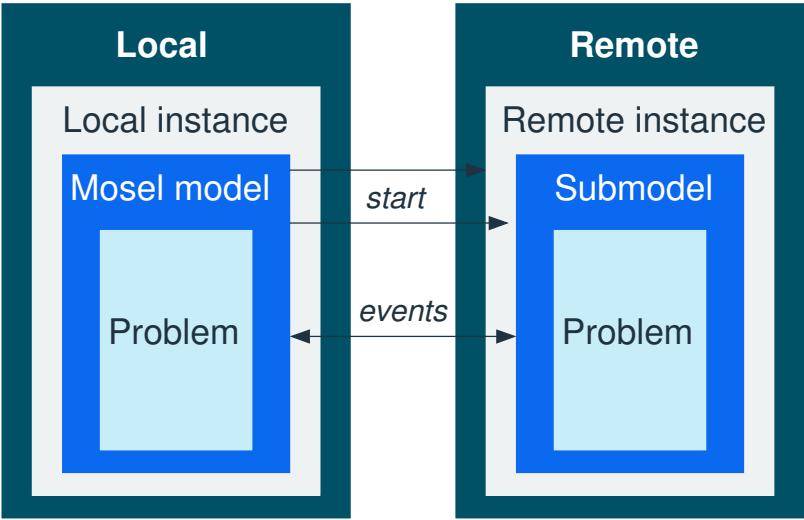 Local
Remote
Local instance
Remote instance
Mosel model
Submodel
start
events
Problem
Problem